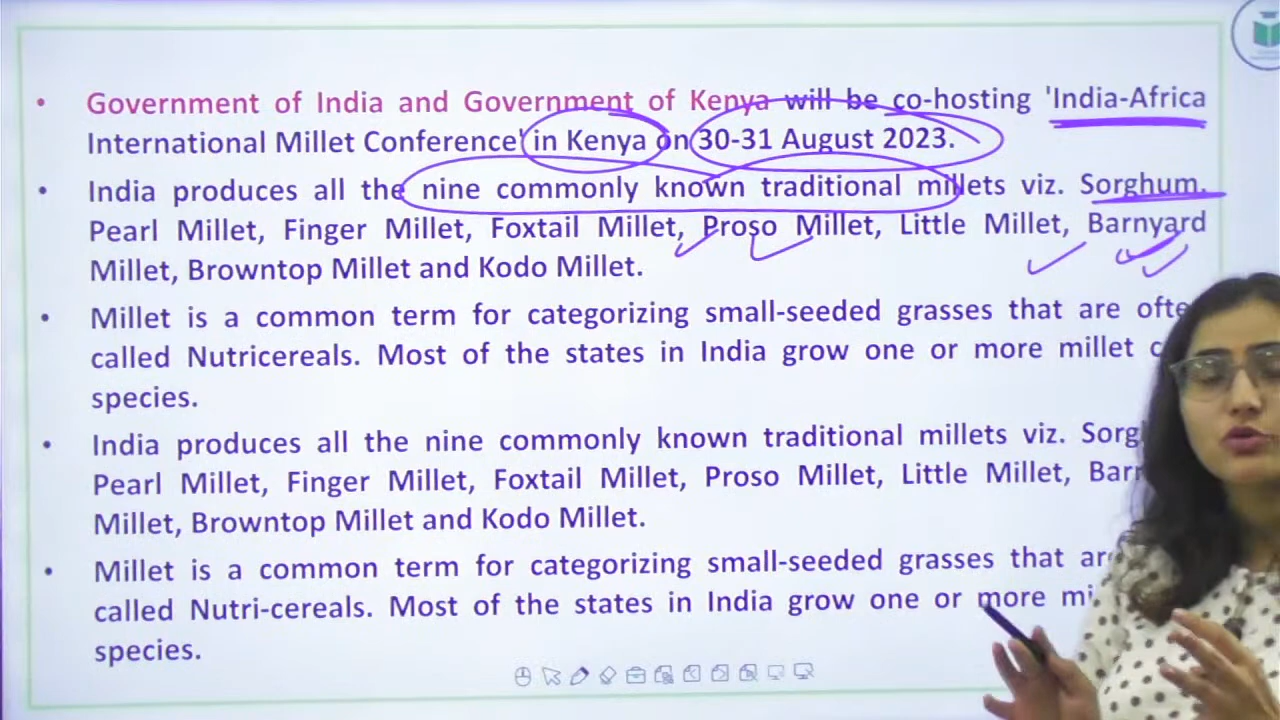 • Government of India and Government of Kenya will be co-hosting 'India-Africa
International Millet Conference' in Kenya on 30-31 August 2023.
• India produces all the nine commonly known traditional millets viz. Sorghum.
Pearl Millet, Finger Millet, Foxtail Millet, Proso Millet, Little Millet, Barnyard
Millet, Browntop Millet and Kodo Millet.
• Millet is a common term for categorizing small-seeded grasses that are
called Nutricereals. Most of the states in India grow one or more millet
species.
• India produces all the nine commonly known traditional millets viz.
Pearl Millet, Finger Millet, Foxtail Millet, Proso Millet, Little Millet,
Millet, Browntop Millet and Kodo Millet.
• Millet is a common term for categorizing small-seeded grasses that
called Nutri-cereals. Most of the states in India grow one or more
species.